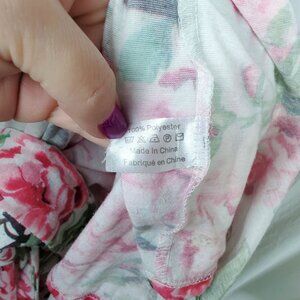 100% Polyester
Made in China
Fabriqué en Chine